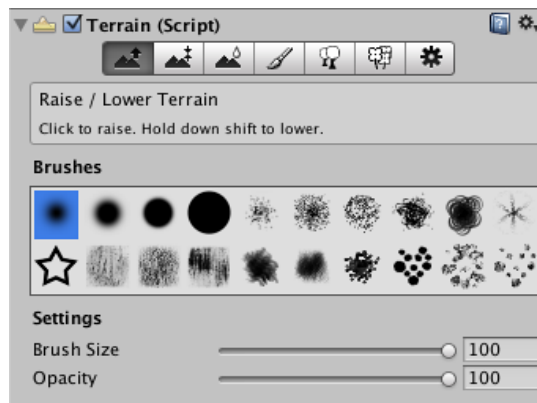 Terrain (Script)
Raise / Lower Terrain
Click to raise. Hold down shift to lower.
Brushes
Settings
Brush Size 100
Opacity 100